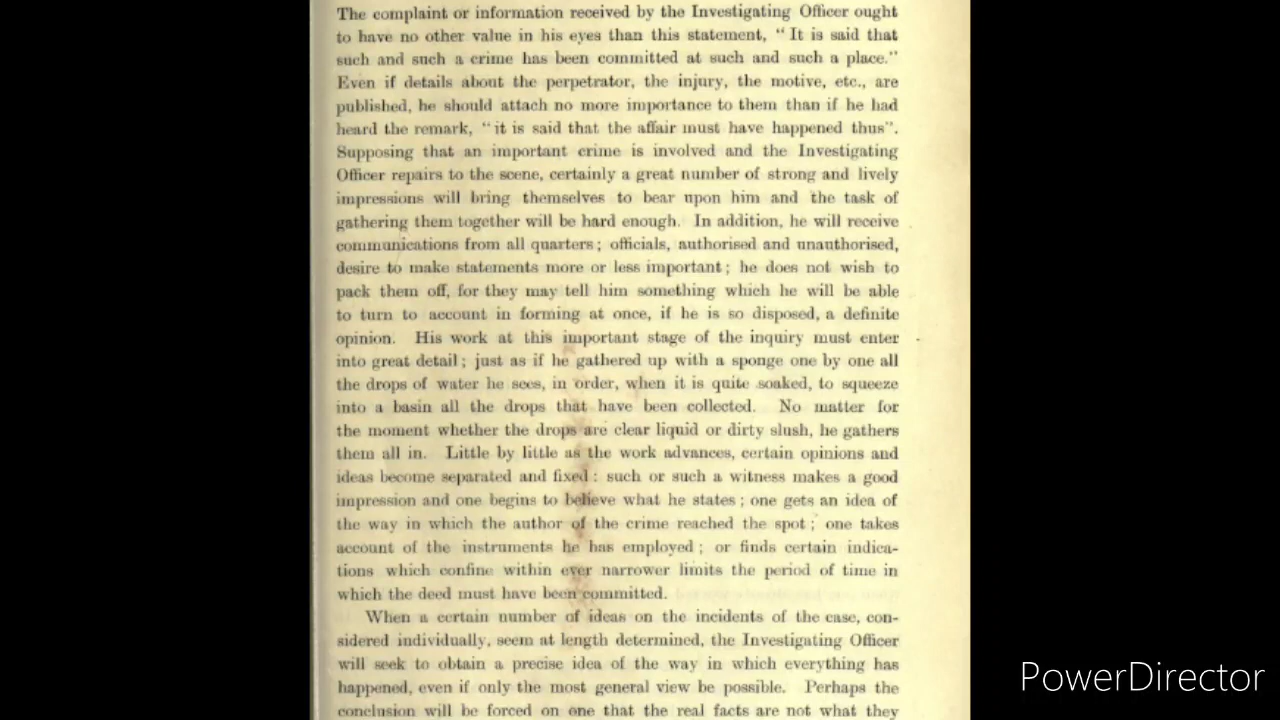 The complaint or information received by the Investigating Officer ought
to have no other value in his eyes than this statement, “ It is said that
such and such a crime has been committed at such and such a place.”
Even if details about the perpetrator, the injury, the motive, etc., are
published, he should attach no more importance to them than if he had
heard the remark, “ it is said that the affair must have happened thus”.
Supposing that an important crime is involved and the Investigating
Officer repairs to the scene, certainly a great number of strong and lively
impressions will bring themselves to bear upon him and the task of
gathering them together will be hard enough. In addition, he will receive
communications from all quarters ; officials, authorised and unauthorised,
desire to make statements more or less important ; he does not wish to
pack them off, for they may tell him something which he will be able
to turn to account in forming at once, if he is so disposed, a definite
opinion. His work at this important stage of the inquiry must enter
into great detail ; just as if he gathered up with a sponge one by one all
the drops of water he sees, in order, when it is quite soaked, to squeeze
into a basin all the drops that have been collected. No matter for
the moment whether the drops are clear liquid or dirty slush, he gathers
them all in. Little by little as the work advances, certain opinions and
ideas become separated and fixed : such or such a witness makes a good
impression and one begins to believe what he states ; one gets an idea of
the way in which the author of the crime reached the spot ; one takes
account of the instruments he has employed ; or finds certain indica-
tions which confine within ever narrower limits the period of time in
which the deed must have been committed.
When a certain number of ideas on the incidents of the case, con-
sidered individually, seem at length determined, the Investigating Officer
will seek to obtain a precise idea of the way in which everything has
happened, even if only the most general view be possible. Perhaps the
conclusion will be forced on one that the real facts are not what they
PowerDirector